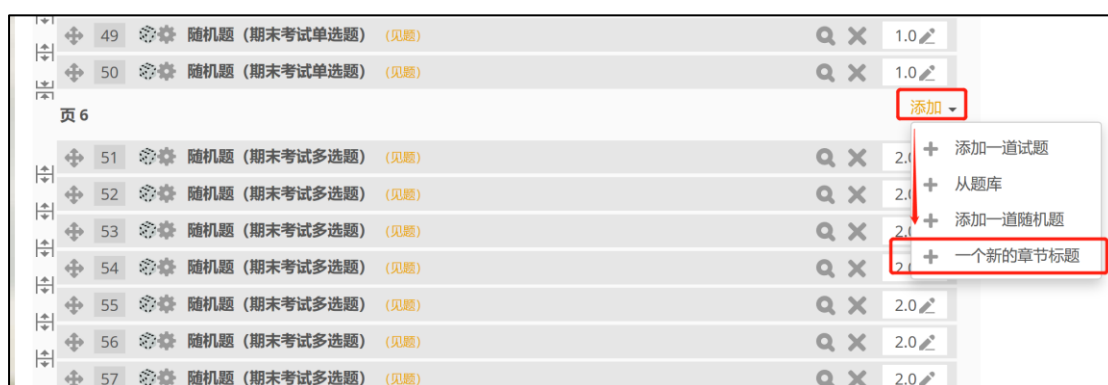 49 随机题（期末考试单选题） （见题） 1.0
50 随机题（期末考试单选题） （见题） 1.0
页 6 添加
51 随机题（期末考试多选题） （见题） 2.0
52 随机题（期末考试多选题） （见题） 2.
53 随机题（期末考试多选题） （见题） 2.
54 随机题（期末考试多选题） （见题） 2.0
55 随机题（期末考试多选题） （见题） 2.0
56 随机题（期末考试多选题） （见题） 2.0
57 随机题（期末考试多选题） （见题） 2.0
添加一道试题
从题库
添加一道随机题
一个新的章节标题